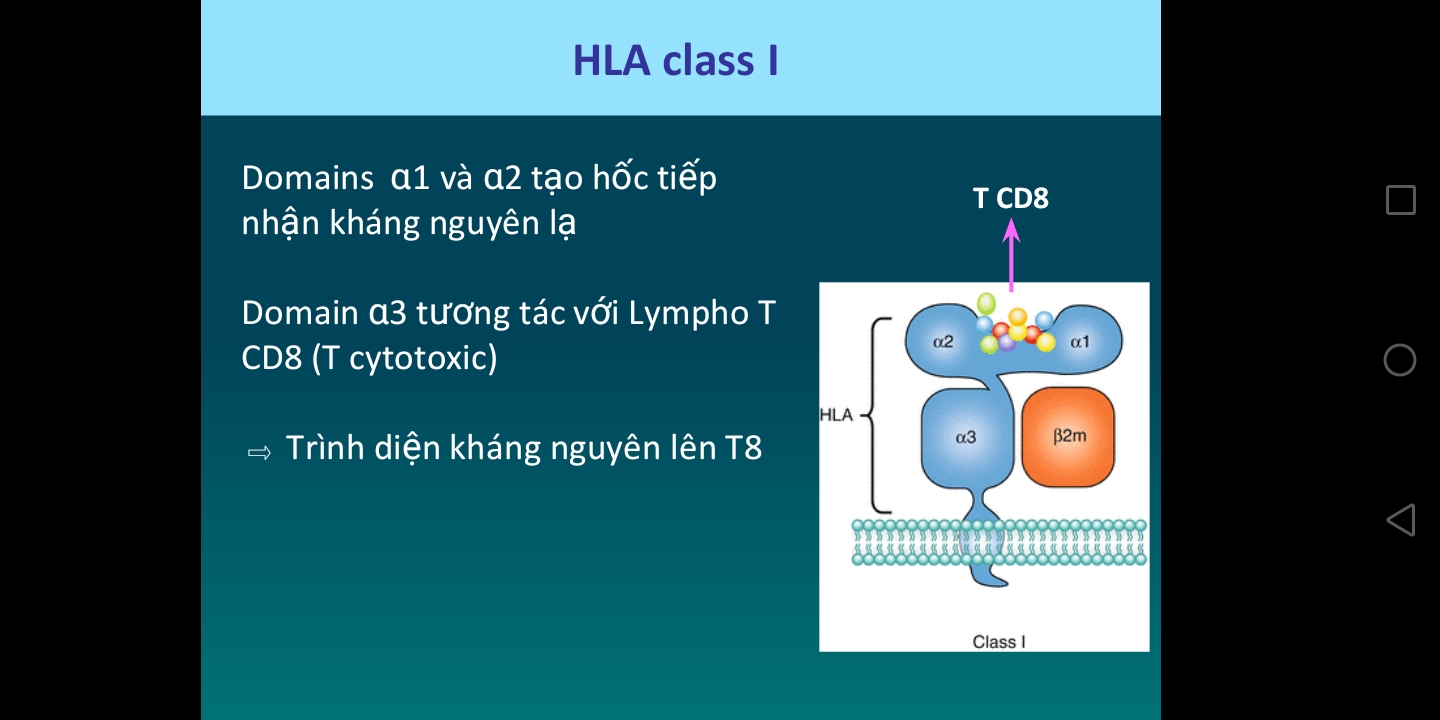 HLA class I
Domains α1 và α2 tạo hốc tiếp
nhận kháng nguyên lạ
Domain α3 tương tác với Lympho T
CD8 (T cytotoxic)
⇨ Trình diện kháng nguyên lên T8
T CD8
α2
α1
HLA
α3
β2m
Class I